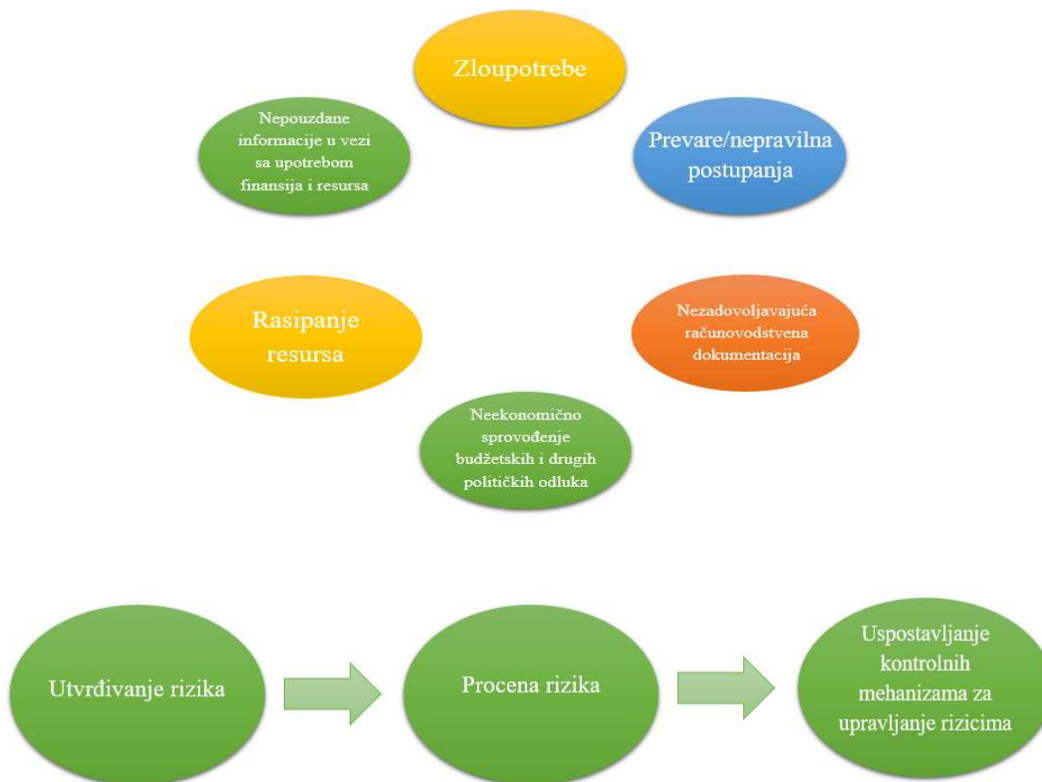 Zloupotrebe
Nepouzdane
informacije u vezi
sa upotrebom
finansija i resursa
Prevare/nepravilna
postupanja
Rasipanje
resursa
Nezadovoljavajuća
računovodstvena
dokumentacija
Neekonomično
sprovođenje
budžetskih i drugih
političkih odluka
Utvrđivanje rizika
Procena rizika
Uspostavljanje
kontrolnih
mehanizama za
upravljanje rizicima